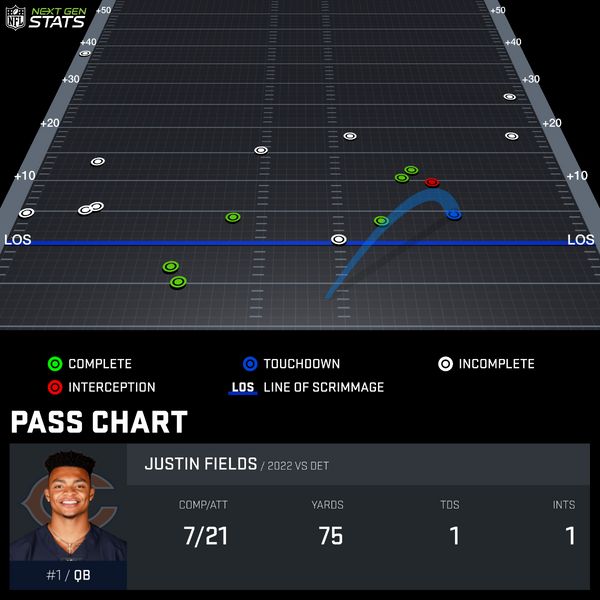 NFL NEXT GEN STATS
+50 +50
+40 +40
+30 +30
+20 +20
+10 +10
LOS LOS
COMPLETE TOUCHDOWN INCOMPLETE
INTERCEPTION LOS LINE OF SCRIMMAGE
PASS CHART
JUSTIN FIELDS / 2022 VS DET
COMP/ATT YARDS TDS INTS
7/21 75 1 1
#1 / QB